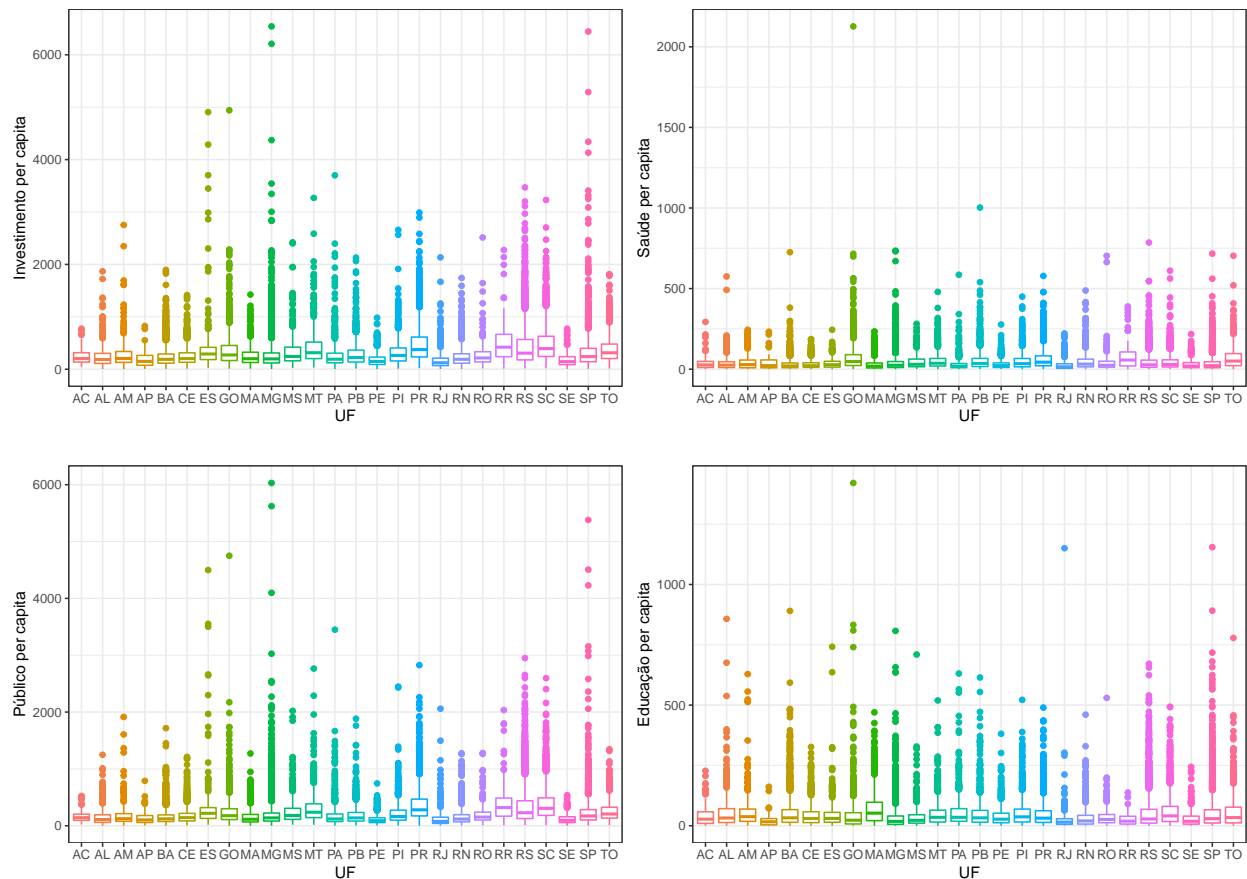 Investimento per capita
6000
4000
2000
0
AC AL AM AP BA CE ES GO MA MG MS MT PA PB PE PI PR RJ RN RO RR RS SC SE SP TO
UF
Saúde per capita
2000
1500
1000
500
0
AC AL AM AP BA CE ES GO MA MG MS MT PA PB PE PI PR RJ RN RO RR RS SC SE SP TO
UF
Público per capita
6000
4000
2000
0
AC AL AM AP BA CE ES GO MA MG MS MT PA PB PE PI PR RJ RN RO RR RS SC SE SP TO
UF
Educação per capita
1000
500
0
AC AL AM AP BA CE ES GO MA MG MS MT PA PB PE PI PR RJ RN RO RR RS SC SE SP TO
UF